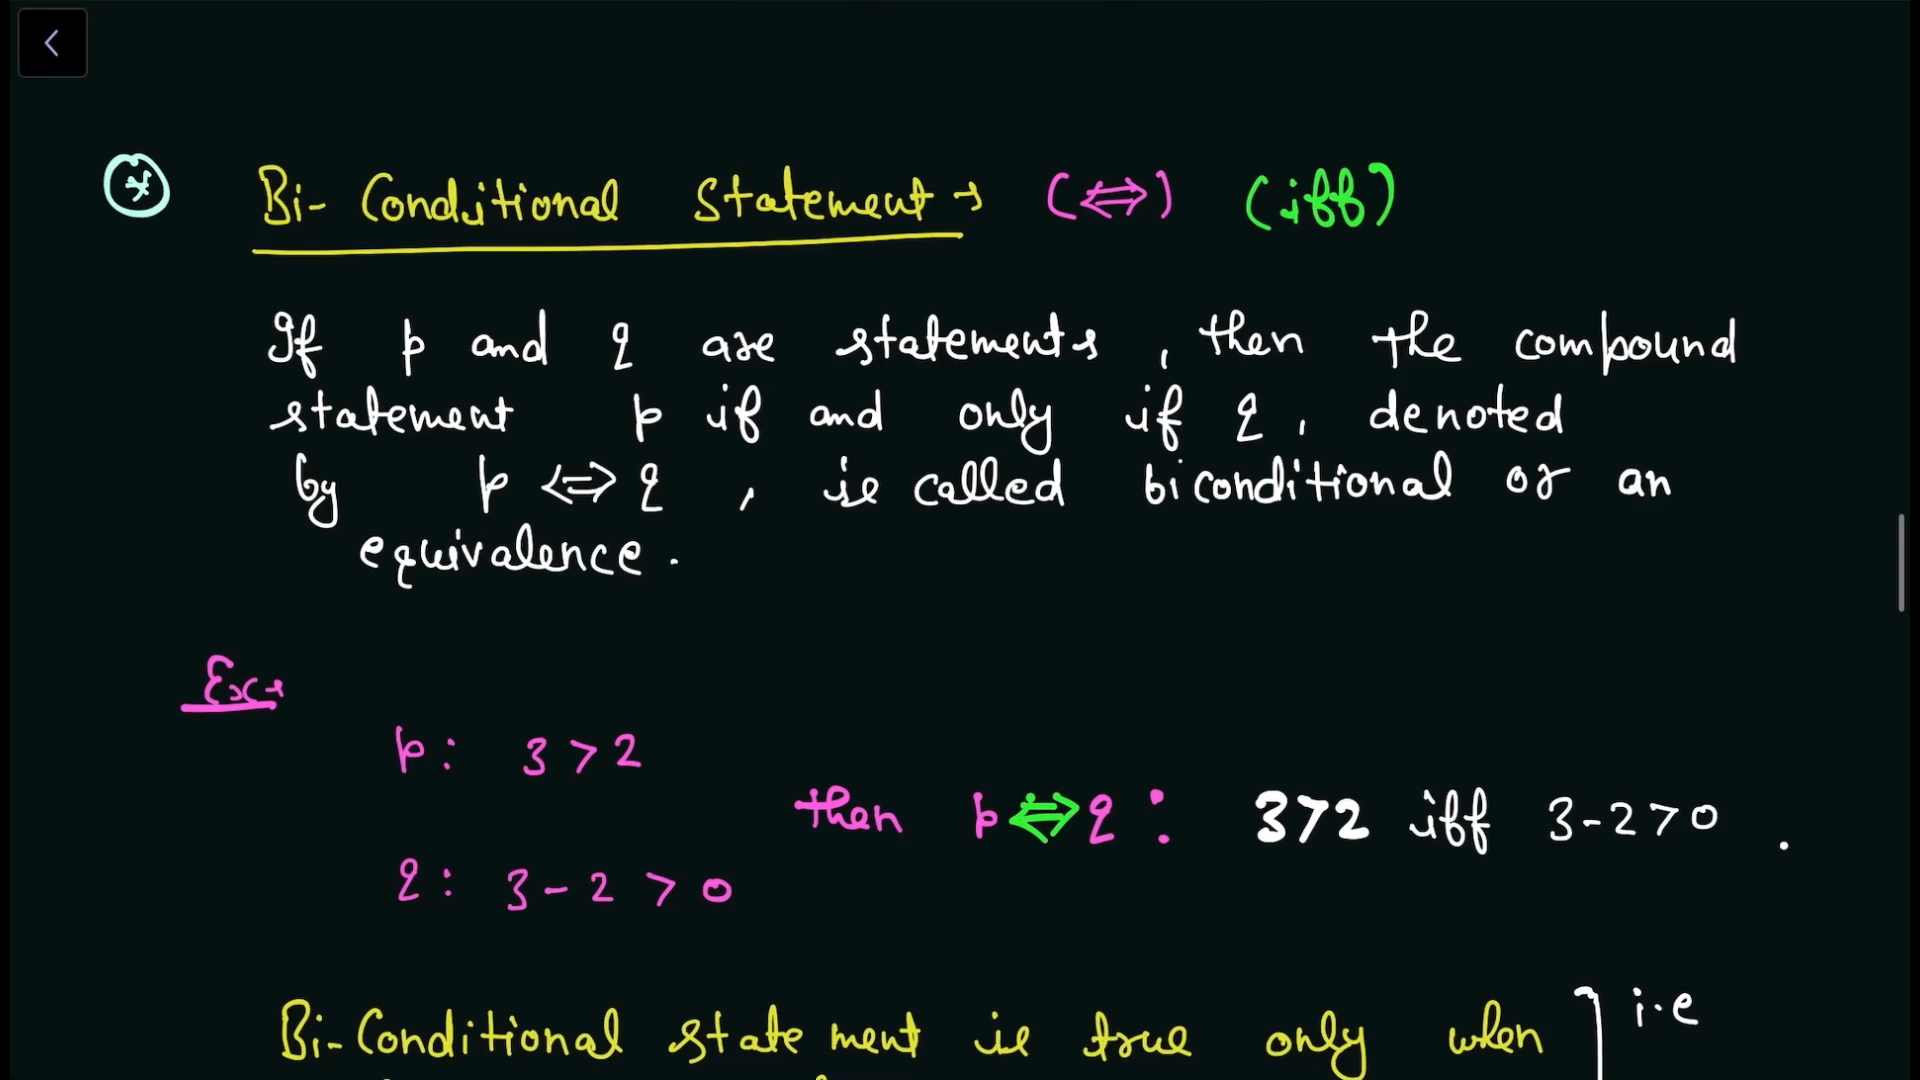 Bi-Conditional Statement → (⇔) (iff)
If p and q are statements, then the compound
statement p if and only if q, denoted
by p ⇔ q, is called biconditional or an
equivalence.
Ex→
p: 3 > 2
then p ⇔ q : 3>2 iff 3-2>0.
q: 3 - 2 > 0
Bi-Conditional statement is true only when ] i.e